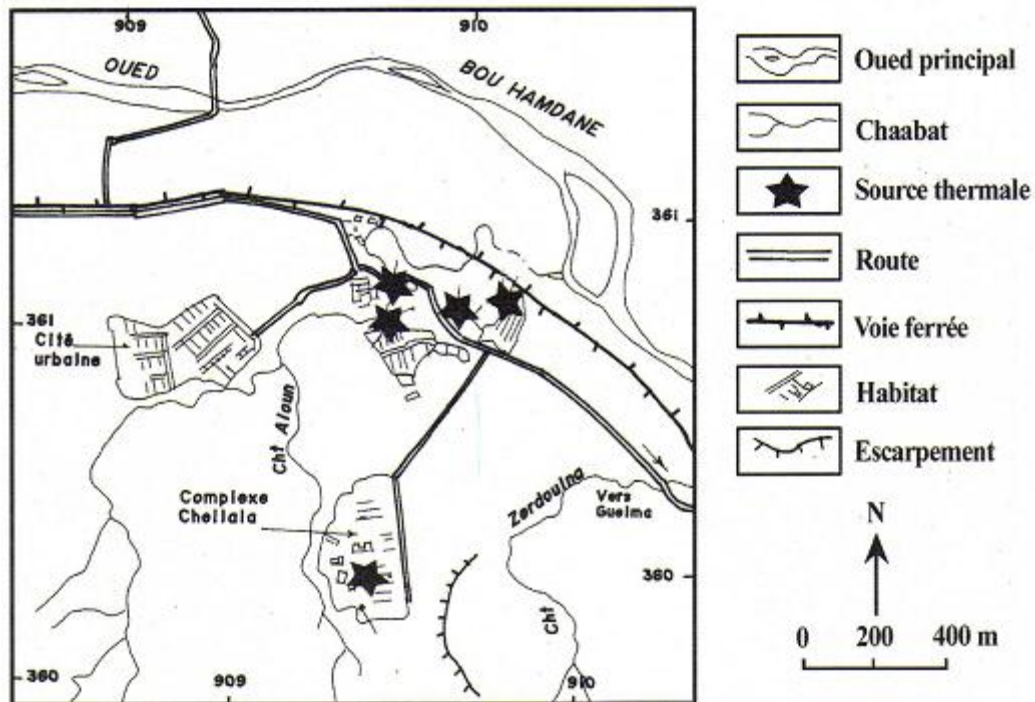 909
910
OUED
BOU HAMDANE
361
361
Cité
urbaine
Cht Aloun
Complexe
Chellala
Zerdouina
Vers
Guelma
360
Cht
360
909
910
Oued principal
Chaabat
Source thermale
Route
Voie ferrée
Habitat
Escarpement
N
0 200 400 m